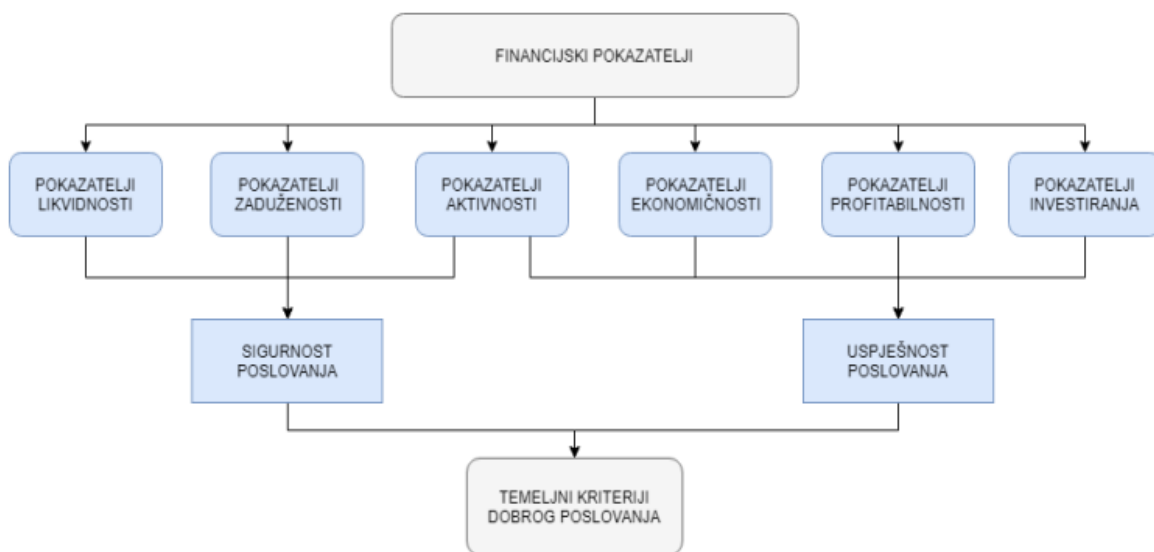 FINANCIJSKI POKAZATELJI
POKAZATELJI
LIKVIDNOSTI
POKAZATELJI
ZADUŽENOSTI
POKAZATELJI
AKTIVNOSTI
POKAZATELJI
EKONOMIČNOSTI
POKAZATELJI
PROFITABILNOSTI
POKAZATELJI
INVESTIRANJA
SIGURNOST
POSLOVANJA
USPJEŠNOST
POSLOVANJA
TEMELJNI KRITERIJI
DOBROG POSLOVANJA